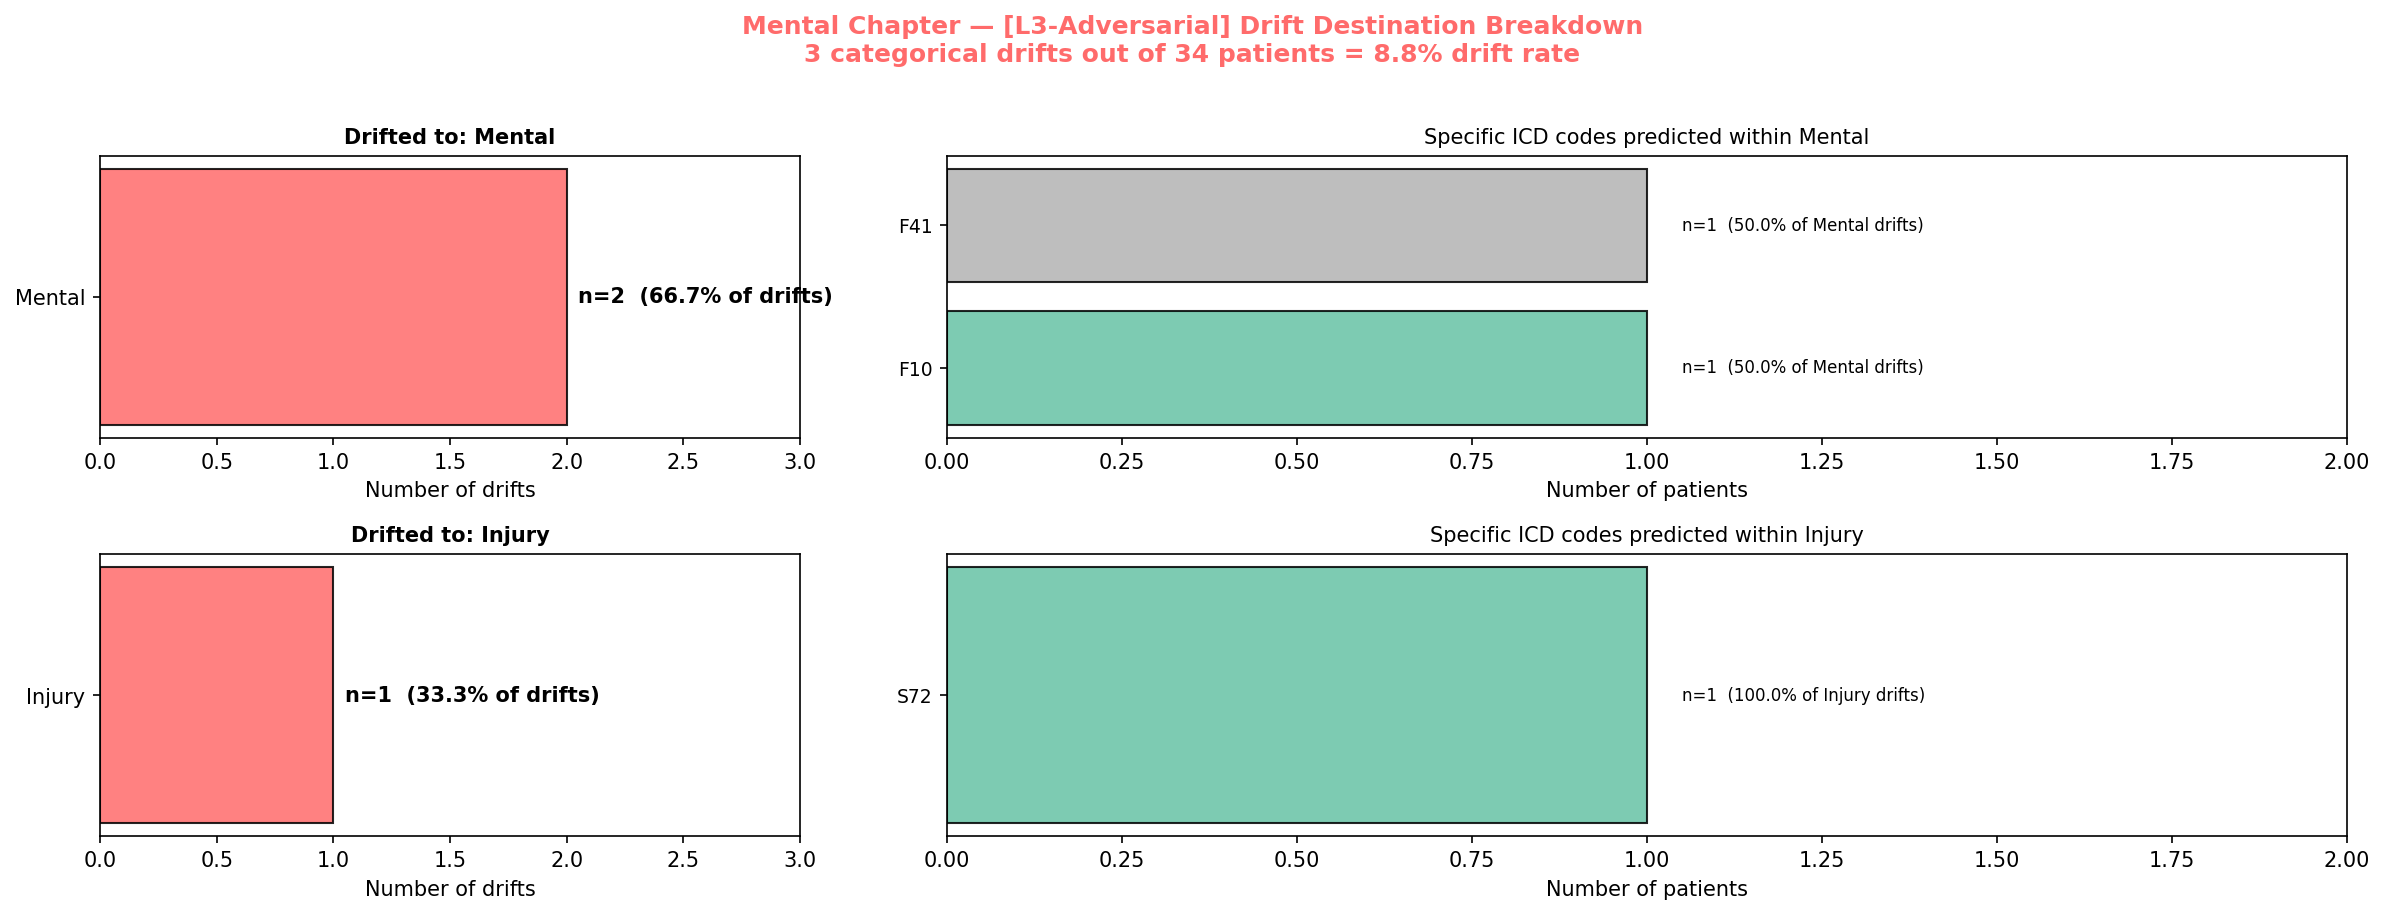 Mental Chapter — [L3-Adversarial] Drift Destination Breakdown
3 categorical drifts out of 34 patients = 8.8% drift rate
Drifted to: Mental
Mental
n=2  (66.7% of drifts)
0.0 0.5 1.0 1.5 2.0 2.5 3.0
Number of drifts
Specific ICD codes predicted within Mental
F41
n=1  (50.0% of Mental drifts)
F10
n=1  (50.0% of Mental drifts)
0.00 0.25 0.50 0.75 1.00 1.25 1.50 1.75 2.00
Number of patients
Drifted to: Injury
Injury
n=1  (33.3% of drifts)
0.0 0.5 1.0 1.5 2.0 2.5 3.0
Number of drifts
Specific ICD codes predicted within Injury
S72
n=1  (100.0% of Injury drifts)
0.00 0.25 0.50 0.75 1.00 1.25 1.50 1.75 2.00
Number of patients